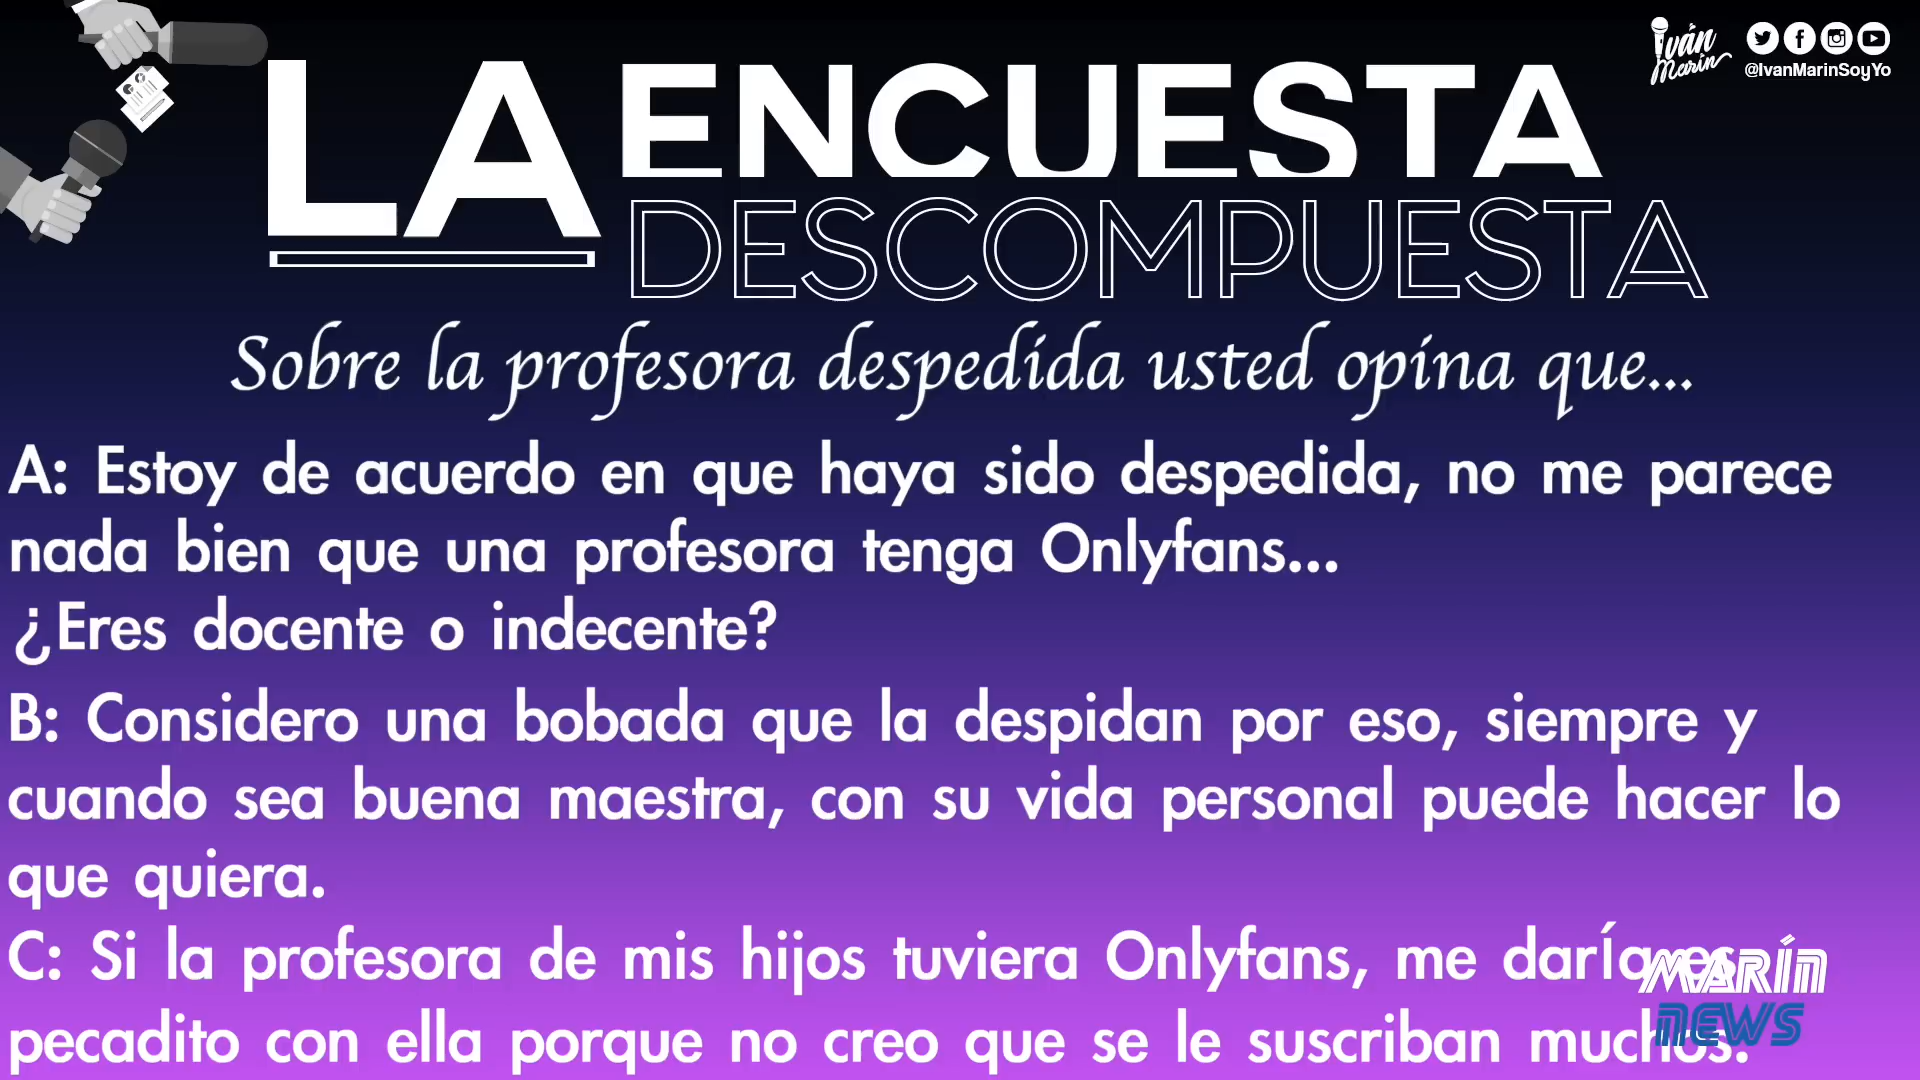 LA ENCUESTA
DESCOMPUESTA
Iván Marin
@IvanMarinSoyYo
Sobre la profesora despedida usted opina que...
A: Estoy de acuerdo en que haya sido despedida, no me parece
nada bien que una profesora tenga Onlyfans...
¿Eres docente o indecente?
B: Considero una bobada que la despidan por eso, siempre y
cuando sea buena maestra, con su vida personal puede hacer lo
que quiera.
C: Si la profesora de mis hijos tuviera Onlyfans, me daría es
pecadito con ella porque no creo que se le suscriban muchos.
MARÍN
NEWS